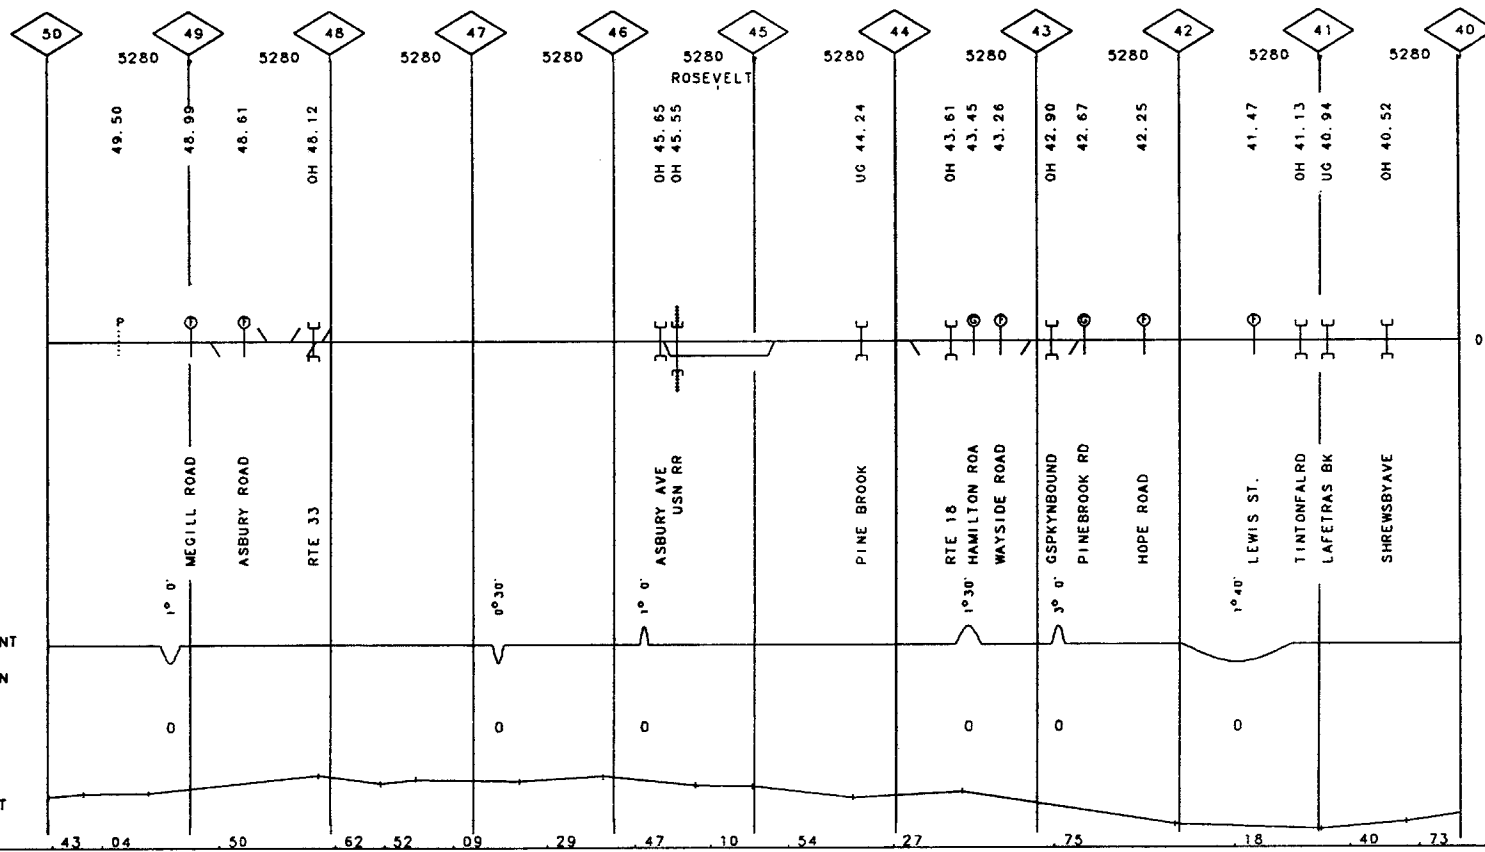 50 49 48 47 46 45 44 43 42 41 40
5280 5280 5280 5280 5280 5280 5280 5280 5280 5280
ROSEVELT
49.50
48.99
48.61
OH 48.12
OH 45.65
OH 45.55
UG 44.24
OH 43.61
43.45
43.26
OH 42.90
42.67
42.25
41.47
OH 41.13
UG 40.94
OH 40.52
P F F G F G F F
0
MEGILL ROAD
ASBURY ROAD
RTE 33
ASBURY AVE
USN RR
PINE BROOK
RTE 18
HAMILTON ROA
WAYSIDE ROAD
GSPKYNBOUND
PINEBROOK RD
HOPE ROAD
LEWIS ST.
TINTONFALRD
LAFETRAS BK
SHREWSBYAVE
1° 0'
0°30'
1° 0'
1°30'
3° 0'
1°40'
NT
N
0 0 0 0 0 0
T
.43 .04 .50 .62 .52 .09 .29 .47 .10 .54 .27 .75 .18 .40 .73